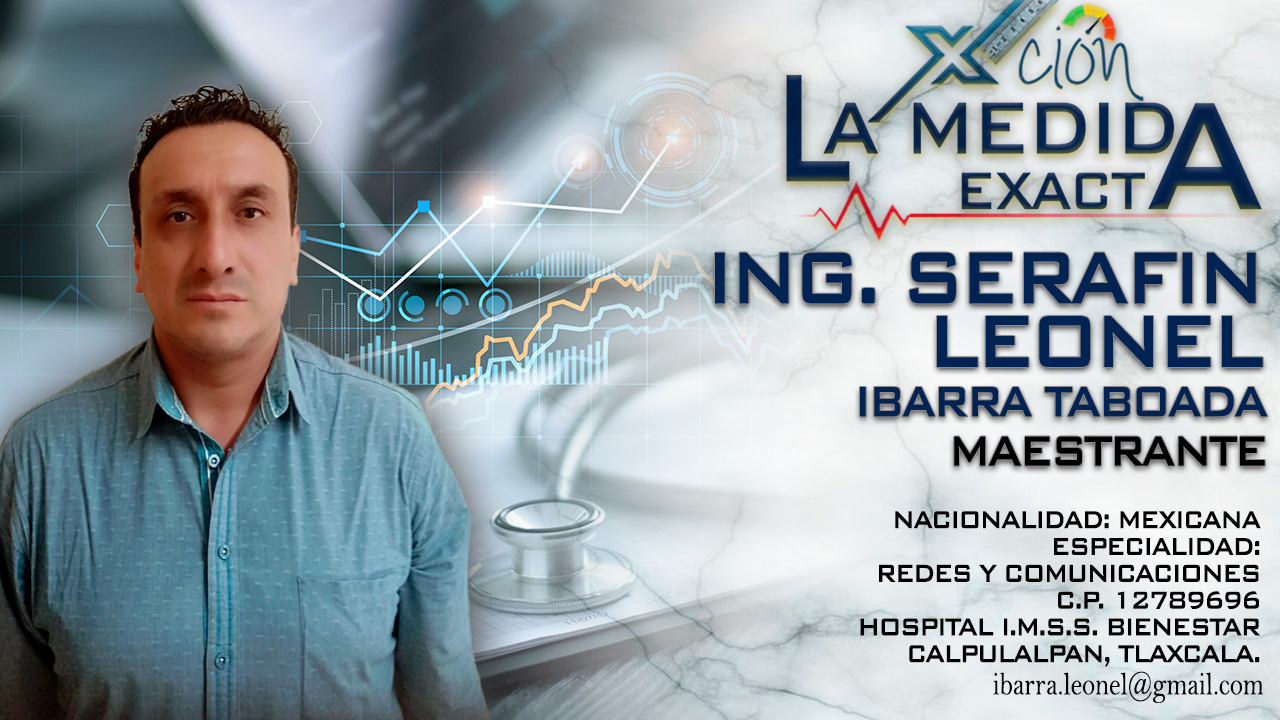 Xción
LA MEDIDA
EXACTA
ING. SERAFIN
LEONEL
IBARRA TABOADA
MAESTRANTE
NACIONALIDAD: MEXICANA
ESPECIALIDAD:
REDES Y COMUNICACIONES
C.P. 12789696
HOSPITAL I.M.S.S. BIENESTAR
CALPULALPAN, TLAXCALA.
ibarra.leonel@gmail.com